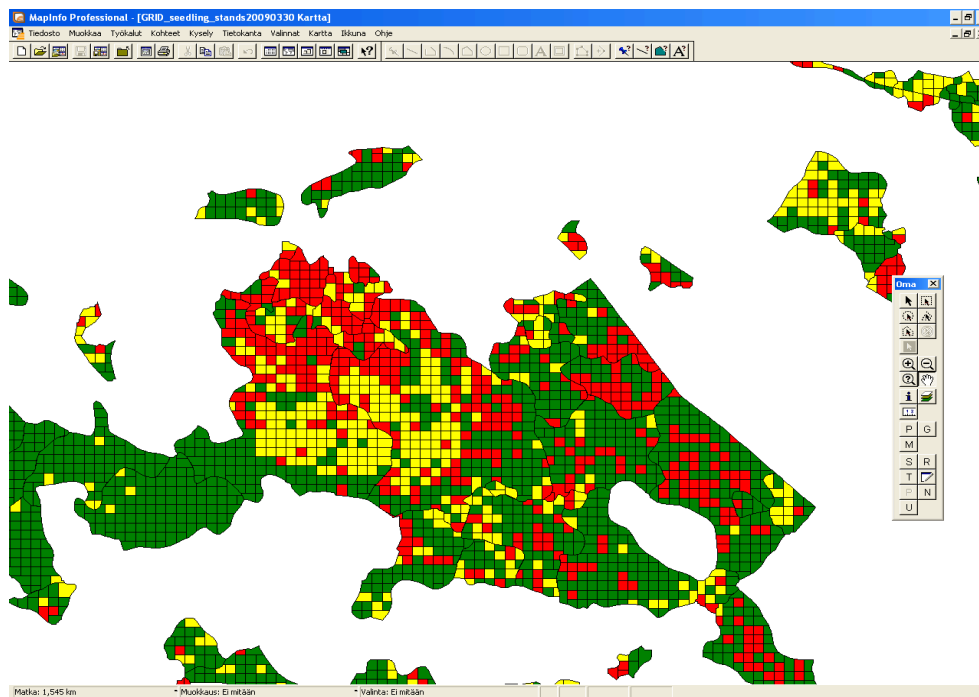 MapInfo Professional - [GRID_seedling_stands20090330 Kartta]
Tiedosto Muokkaa Työkalut Kohteet Kysely Tietokanta Valinnat Kartta Ikkuna Ohje
Oma
P G
M
S R
T
P N
U
Matka: 1,545 km Muokkaus: Ei mitään Valinta: Ei mitään